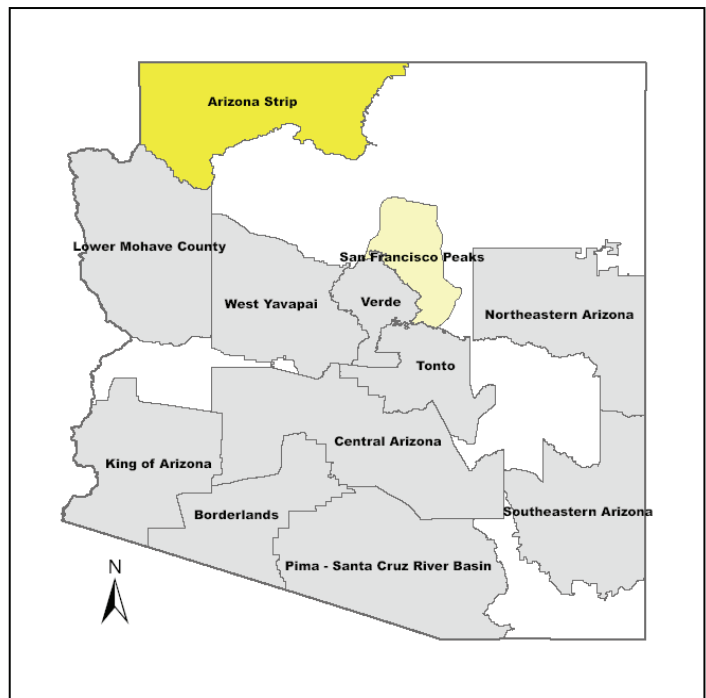 Arizona Strip
Lower Mohave County
San Francisco Peaks
West Yavapai
Verde
Northeastern Arizona
Tonto
Central Arizona
King of Arizona
Borderlands
Southeastern Arizona
Pima - Santa Cruz River Basin
N